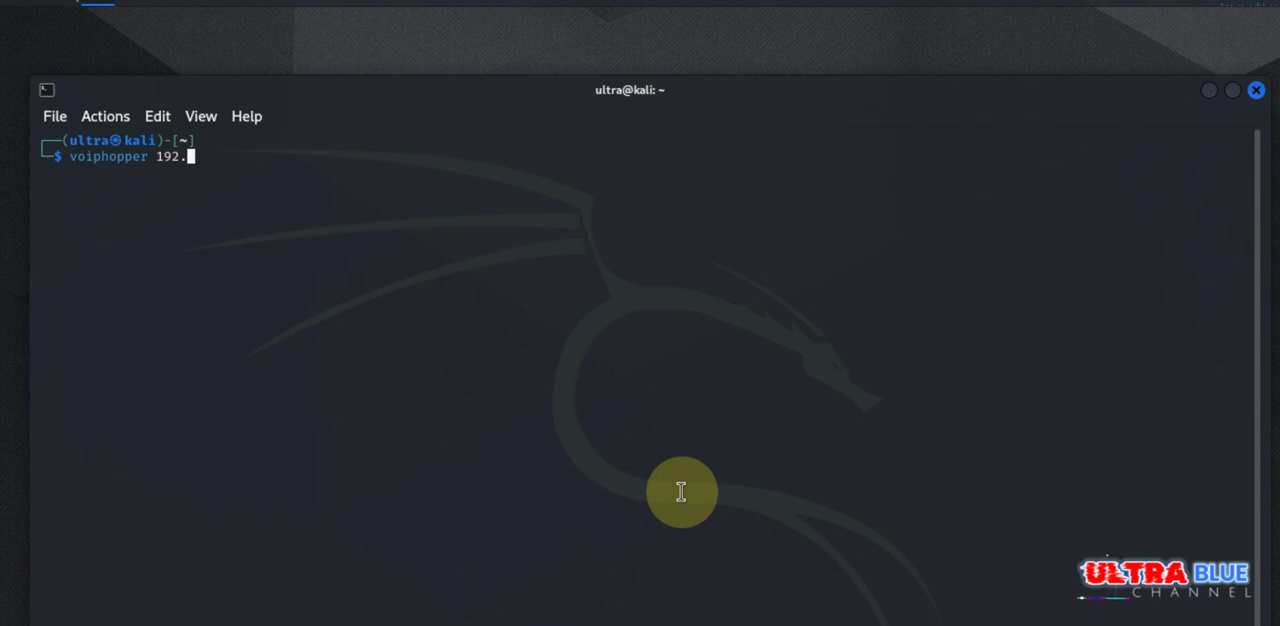 ultra@kali: ~
File Actions Edit View Help
┌──(ultra㉿kali)-[~]
└─$ voiphopper 192.
ULTRA BLUE
CHANNEL